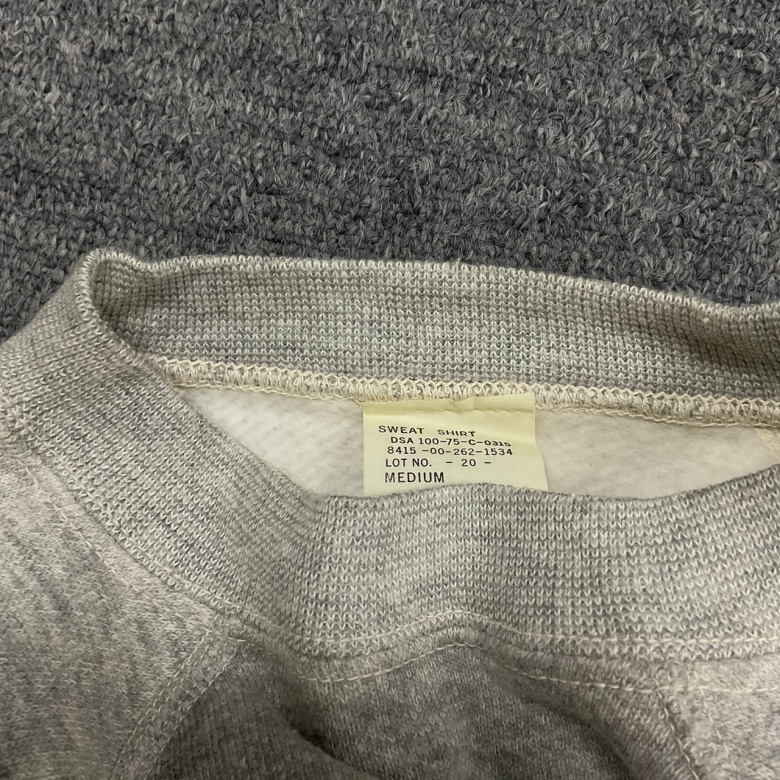 SWEAT SHIRT
DSA 100-75-C-0315
8415-00-262-1534
LOT NO. - 20 -
MEDIUM